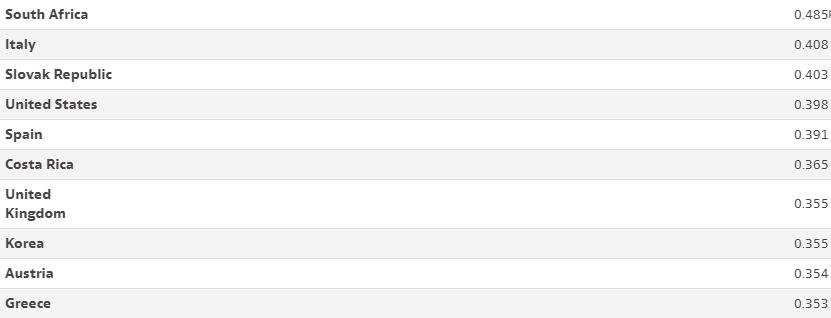 South Africa 0.485
Italy 0.408
Slovak Republic 0.403
United States 0.398
Spain 0.391
Costa Rica 0.365
United
Kingdom 0.355
Korea 0.355
Austria 0.354
Greece 0.353